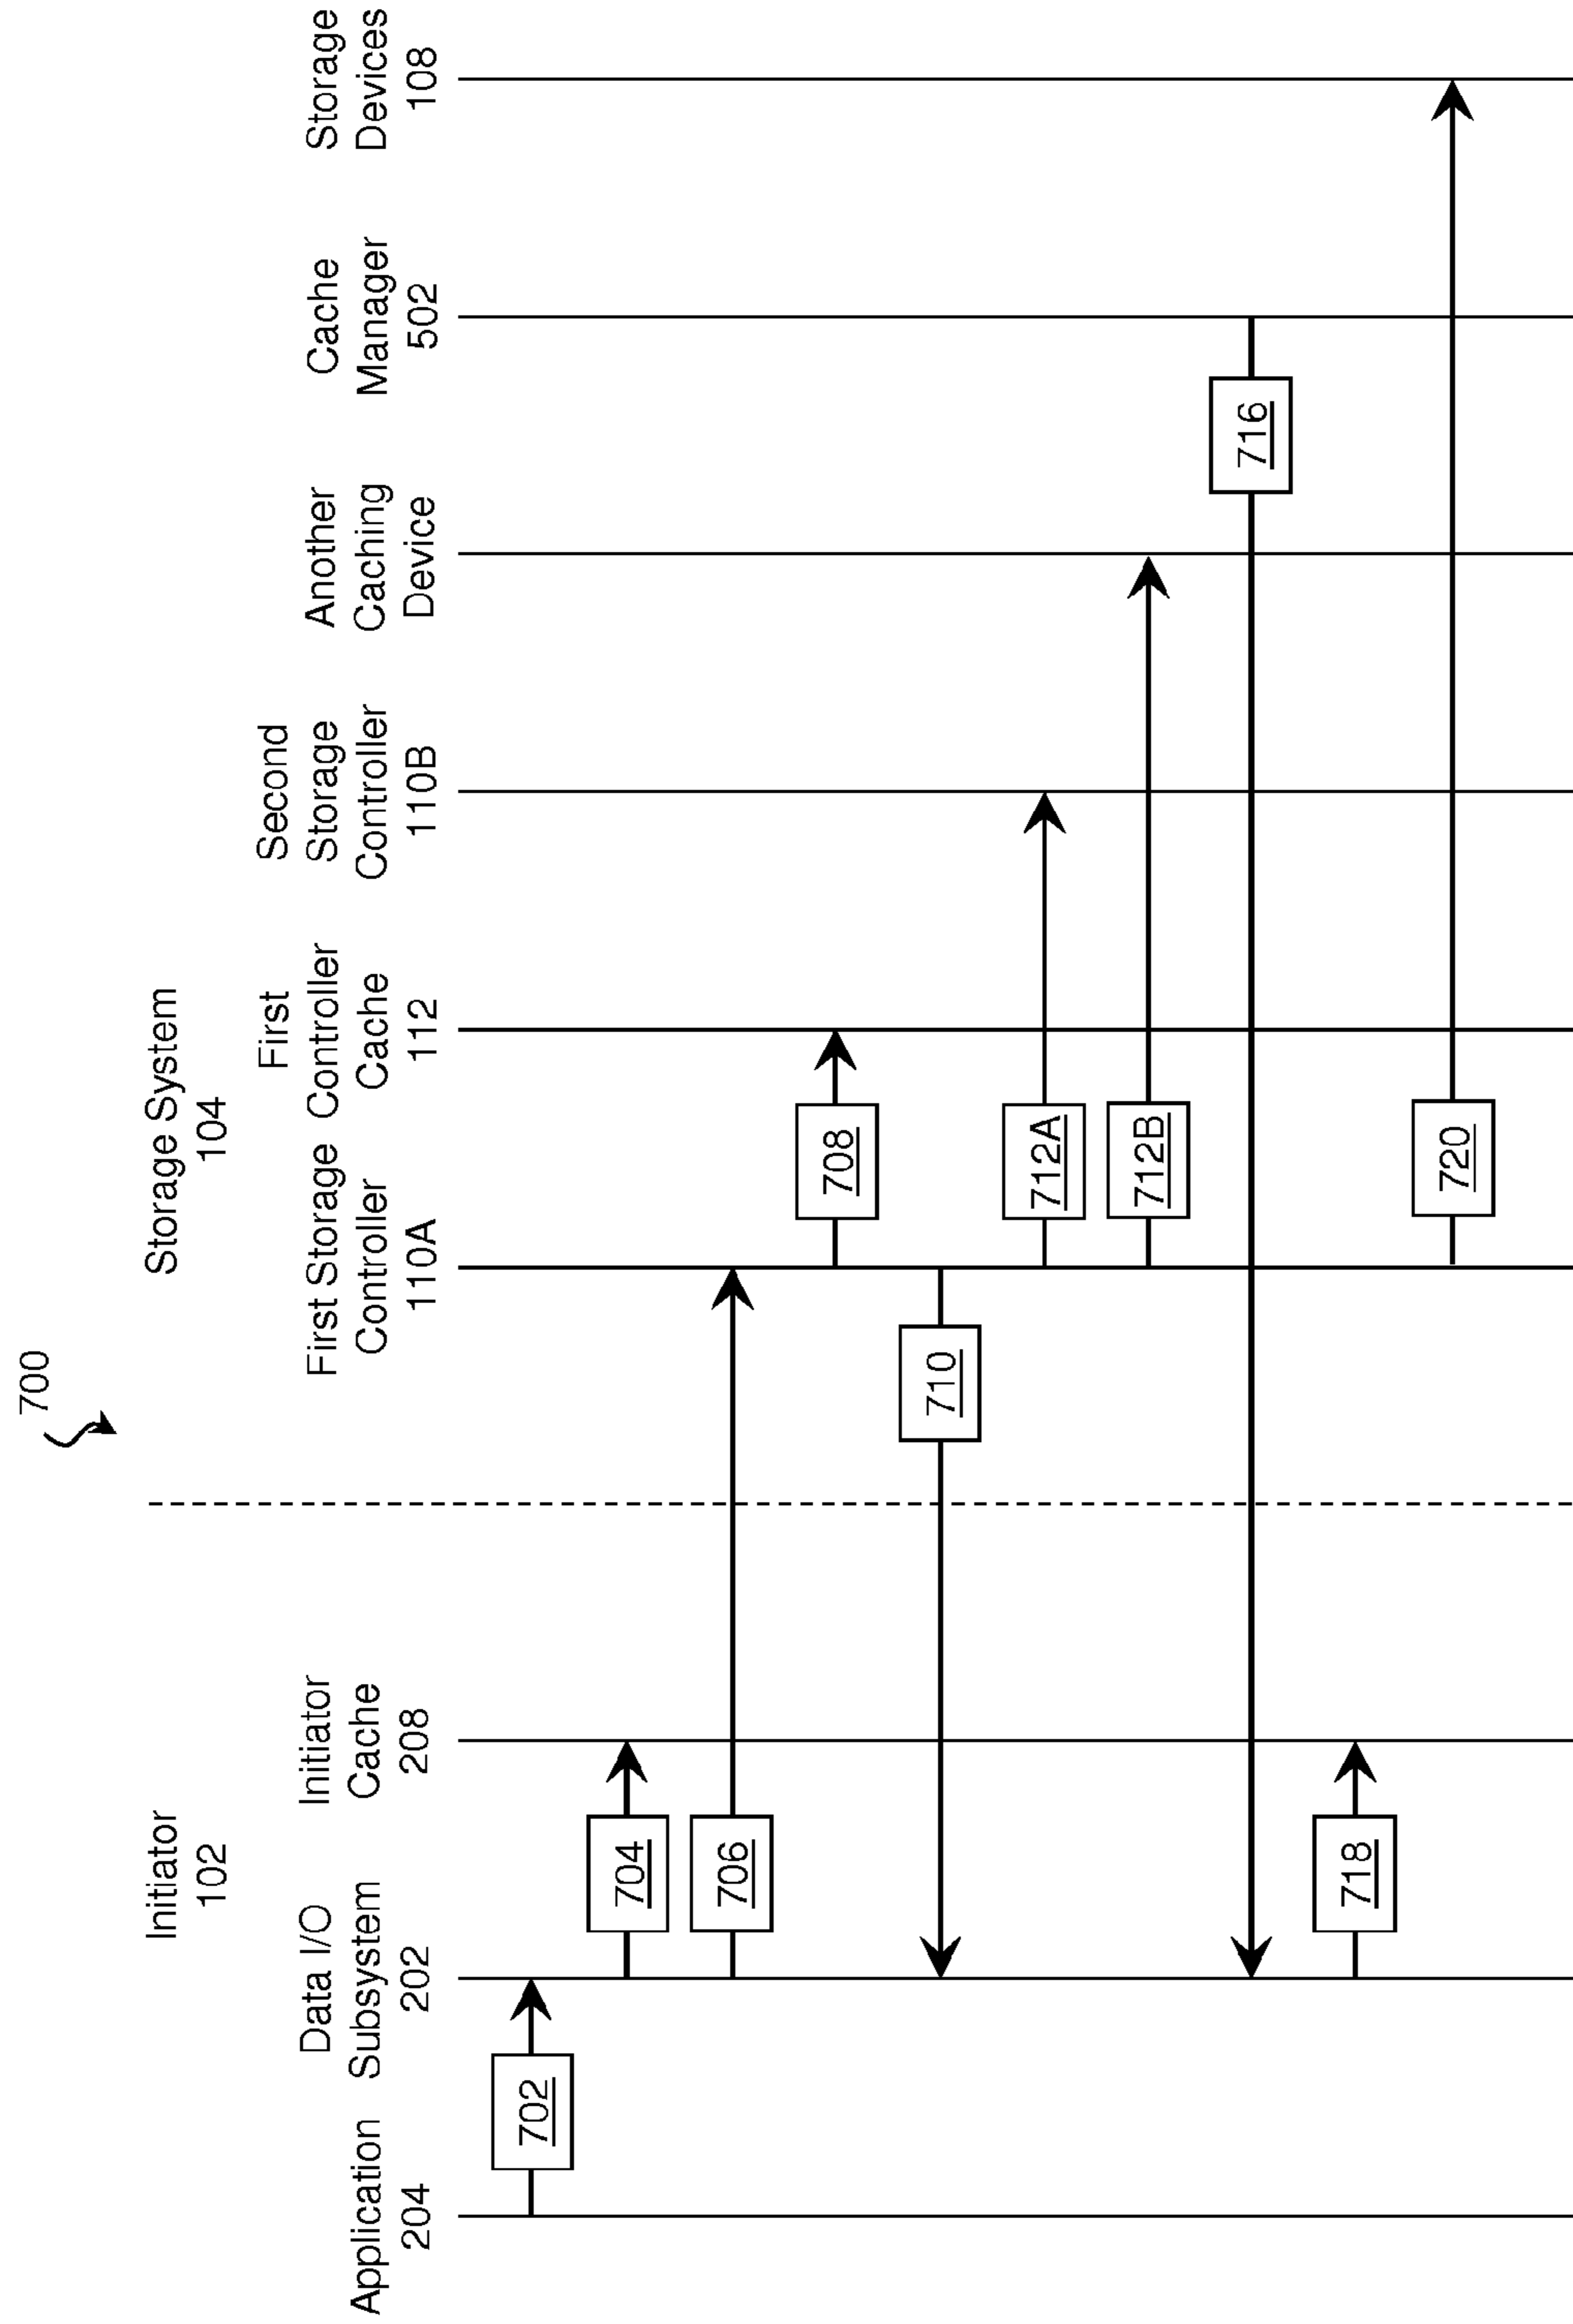 700
Initiator
102
Storage System
104
Application
204
Data I/O
Subsystem
202
Initiator
Cache
208
First Storage
Controller
110A
First
Controller
Cache
112
Second
Storage
Controller
110B
Another
Caching
Device
Cache
Manager
502
Storage
Devices
108
702
704
706
708
710
712A
712B
716
718
720